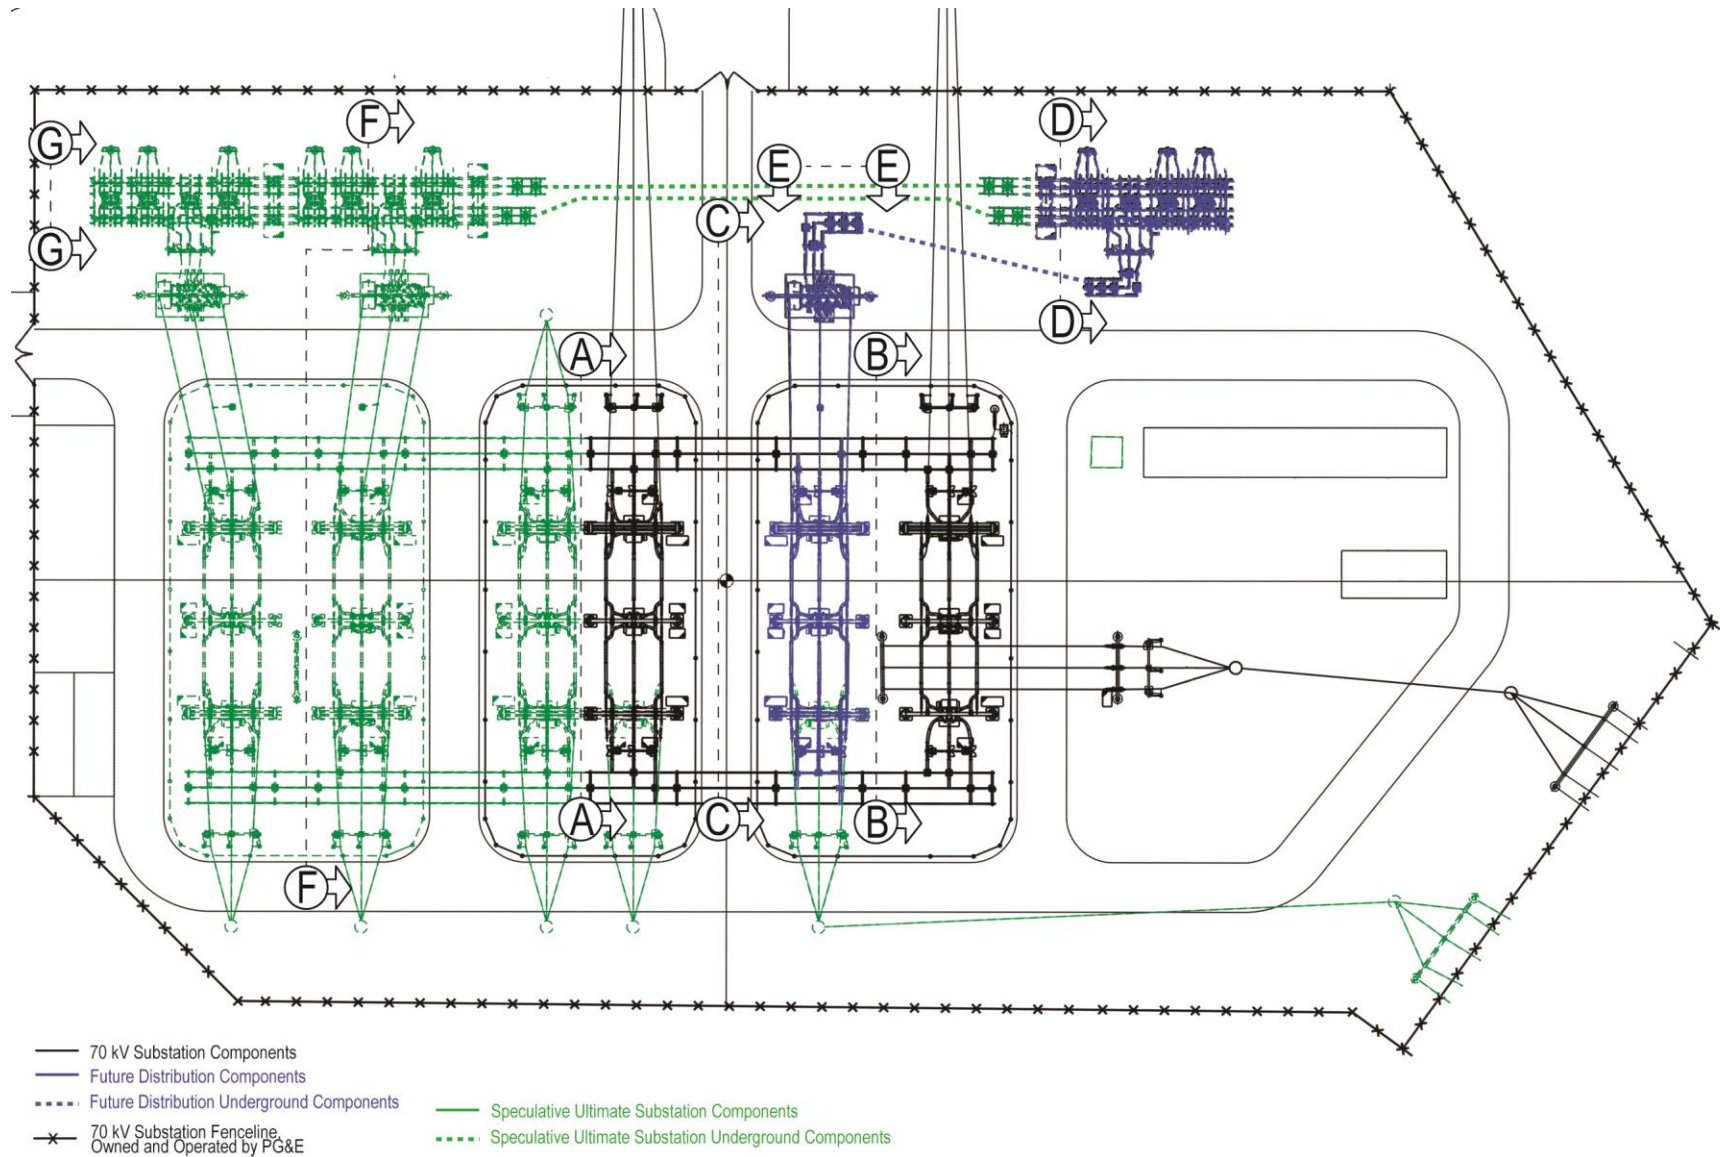 F
D
G
E
E
C
G
D
A
B
A
C
B
F
70 kV Substation Components
Future Distribution Components
Future Distribution Underground Components
70 kV Substation Fenceline,
Owned and Operated by PG&E
Speculative Ultimate Substation Components
Speculative Ultimate Substation Underground Components